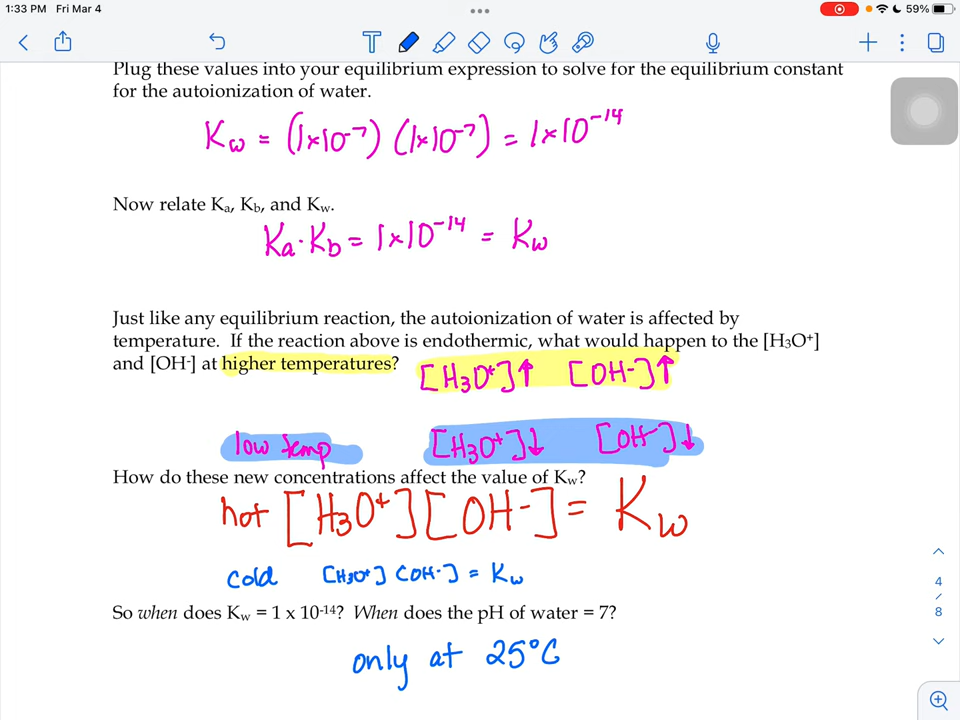 1:33 PM Fri Mar 4
59%
T
Plug these values into your equilibrium expression to solve for the equilibrium constant
for the autoionization of water.
Kw = (1×10⁻⁷) (1×10⁻⁷) = 1×10⁻¹⁴
Now relate Ka, Kb, and Kw.
Ka · Kb = 1×10⁻¹⁴ = Kw
Just like any equilibrium reaction, the autoionization of water is affected by
temperature. If the reaction above is endothermic, what would happen to the [H₃O⁺]
and [OH-] at higher temperatures? [H₃O⁺]↑ [OH-]↑
low temp [H₃O⁺]↓ [OH-]↓
How do these new concentrations affect the value of Kw?
hot [H₃O⁺][OH-] = Kw
cold [H₃O⁺] [OH-] = Kw
So when does Kw = 1 x 10⁻¹⁴? When does the pH of water = 7?
only at 25°C
4
/
8